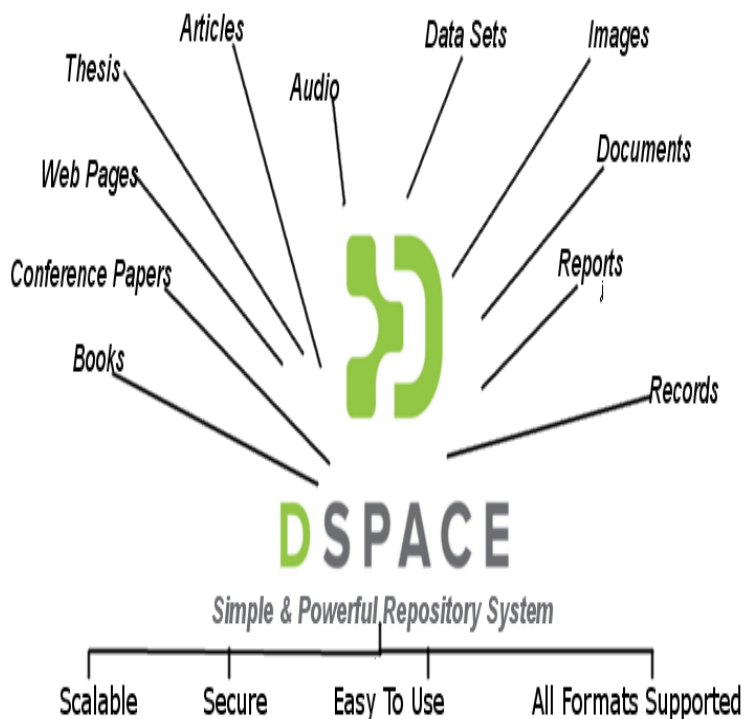 Articles
Data Sets
Images
Thesis
Audio
Documents
Web Pages
Reports
j
Conference Papers
Books
Records
DSPACE
Simple & Powerful Repository System
Scalable
Secure
Easy To Use
All Formats Supported